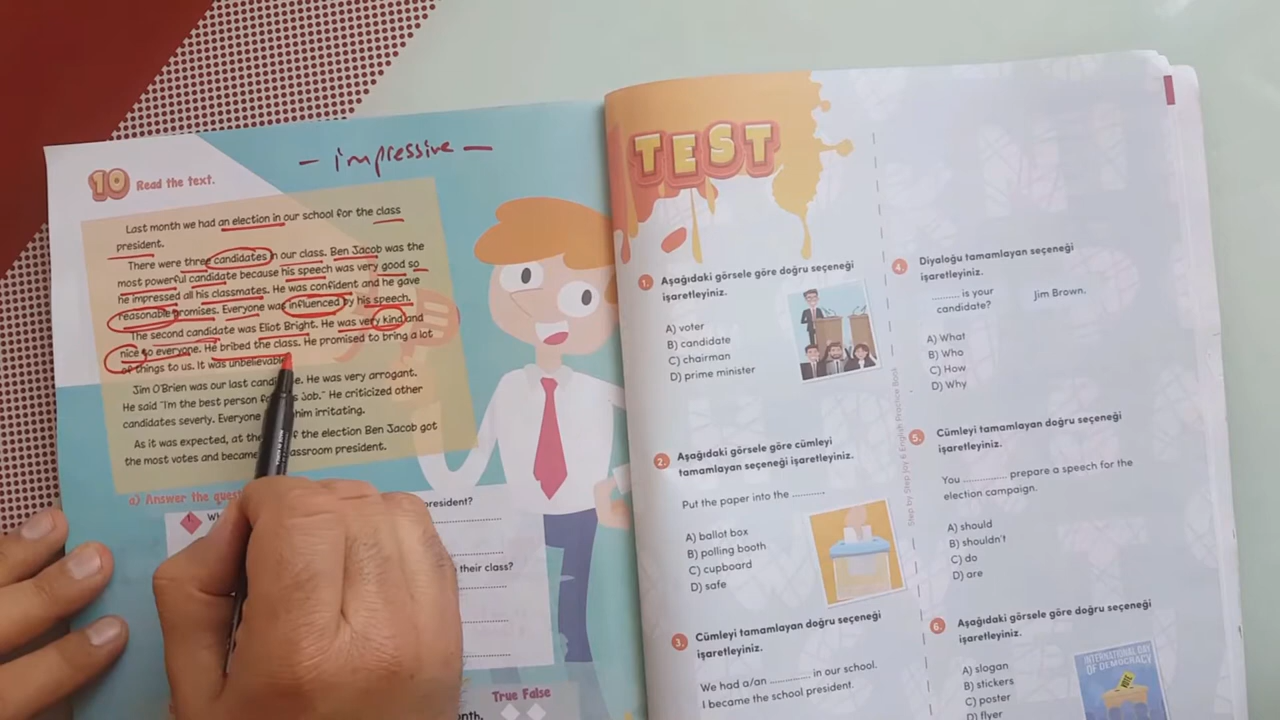 - impressive -
10 Read the text.
Last month we had an election in our school for the class
president.
There were three candidates in our class. Ben Jacob was the
most powerful candidate because his speech was very good so
he impressed all his classmates. He was confident and he gave
reasonable promises. Everyone was influenced by his speech.
The second candidate was Eliot Bright. He was very kind and
nice to everyone. He bribed the class. He promised to bring a lot
of things to us. It was unbelievable
Jim O'Brien was our last He was very arrogant.
He said "I'm the best person job." He criticized other
candidates severly. Everyone him irritating.
As it was expected, at the of the election Ben Jacob got
the most votes and became assroom president.
a) Answer the
1.
president?
their class?
True False
TEST
1. Aşağıdaki görsele göre doğru seçeneği
işaretleyiniz.
A) voter
B) candidate
C) chairman
D) prime minister
2. Aşağıdaki görsele göre cümleyi
tamamlayan seçeneği işaretleyiniz.
Put the paper into the ...........
A) ballot box
B) polling booth
C) cupboard
D) safe
3. Cümleyi tamamlayan doğru seçeneği
işaretleyiniz.
We had a/an .............. in our school.
I became the school president.
Step by Step Joy 6 English Practice Book
4. Diyaloğu tamamlayan seçeneği
işaretleyiniz.
......... is your
candidate?
Jim Brown.
A) What
B) Who
C) How
D) Why
5. Cümleyi tamamlayan doğru seçeneği
işaretleyiniz.
You ............... prepare a speech for the
election campaign.
A) should
B) shouldn't
C) do
D) are
6. Aşağıdaki görsele göre doğru seçeneği
işaretleyiniz.
A) slogan
B) stickers
C) poster
D) flyer
INTERNATIONAL DAY
OF DEMOCRACY
VOTE